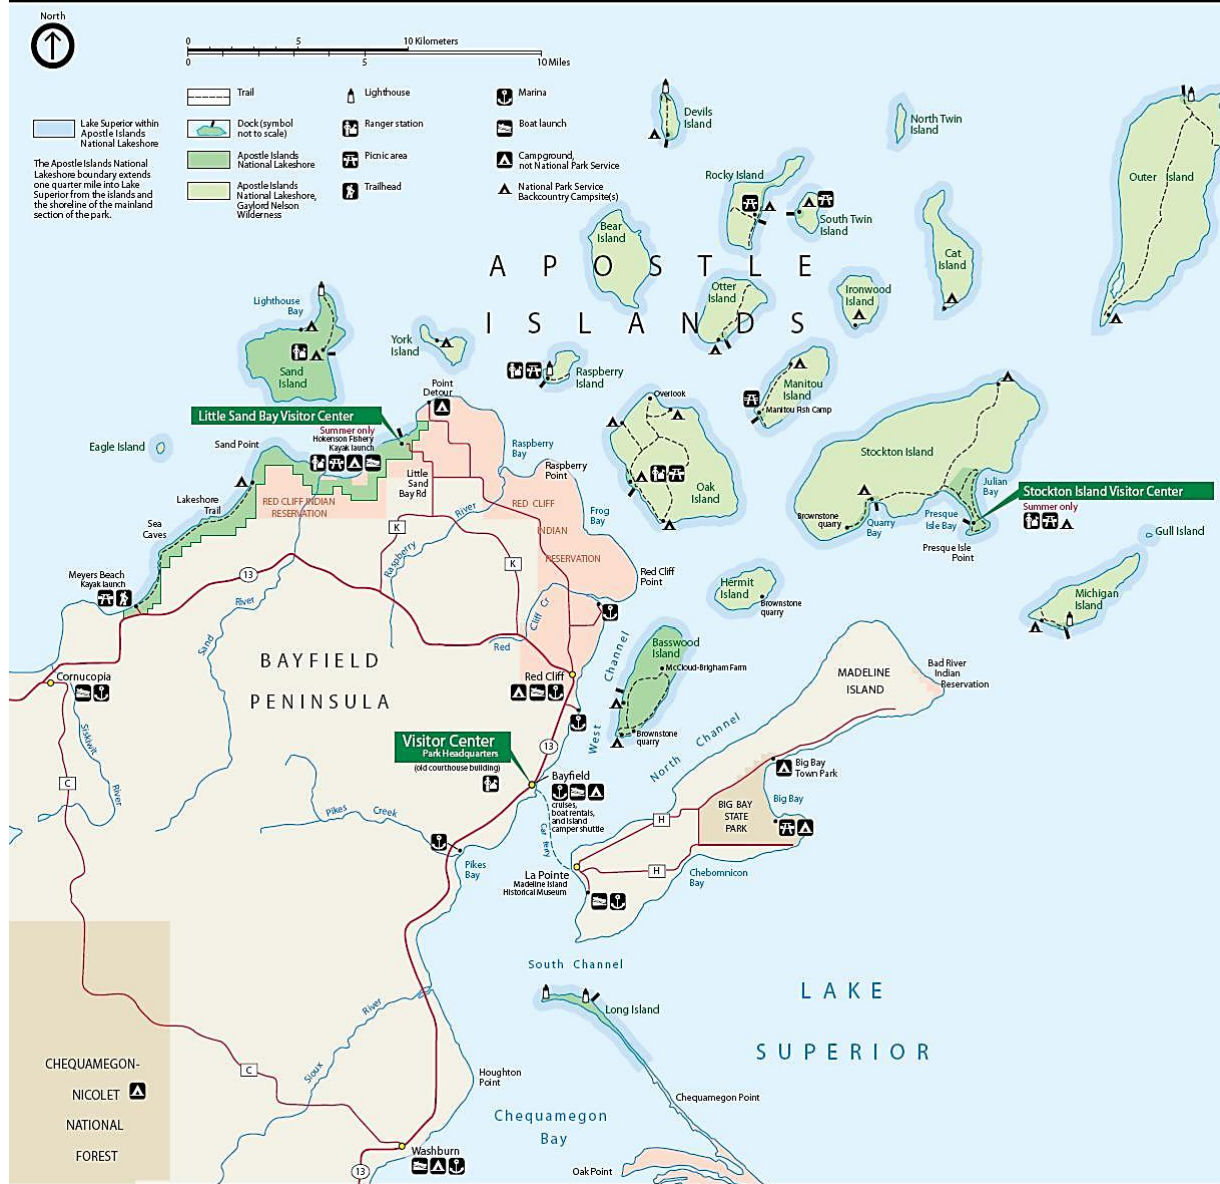 North
0 5 10 Kilometers
0 5 10 Miles
Trail
Lighthouse
Marina
Lake Superior within
Apostle Islands
National Lakeshore
Dock (symbol
not to scale)
Ranger station
Boat launch
The Apostle Islands National
Lakeshore boundary extends
one quarter mile into Lake
Superior from the islands and
the shoreline of the mainland
section of the park.
Apostle Islands
National Lakeshore
Picnic area
Campground,
not National Park Service
Apostle Islands
National Lakeshore,
Gaylord Nelson
Wilderness
Trailhead
National Park Service
Backcountry Campsite(s)
Devils
Island
North Twin
Island
Rocky Island
Outer Island
South Twin
Island
Bear
Island
Cat
Island
APOSTLE
ISLANDS
Otter
Island
Ironwood
Island
Lighthouse
Bay
York
Island
Sand
Island
Raspberry
Island
Manitou
Island
Manitou Fish Camp
Point
Detour
Overlook
Little Sand Bay Visitor Center
Summer only
Hokenson Fishery
Kayak launch
Eagle Island
Sand Point
Raspberry
Bay
Raspberry
Point
Stockton Island
Little
Sand
Bay Rd
Oak
Island
Julian
Bay
Stockton Island Visitor Center
Summer only
Lakeshore
Trail
RED CLIFF INDIAN
RESERVATION
RED CLIFF
INDIAN
RESERVATION
Frog
Bay
Brownstone
quarry
Quarry
Bay
Presque
Isle Bay
Presque Isle
Point
Gull Island
Sea
Caves
K
K
Raspberry
River
Meyers Beach
Kayak launch
13
Red Cliff
Point
Hermit
Island
Brownstone
quarry
Michigan
Island
Sand
River
Red
Cliff
Cr
Basswood
Island
McCloud-Brigham Farm
Brownstone
quarry
BAYFIELD
PENINSULA
Cornucopia
Red Cliff
West
Channel
North
Channel
MADELINE
ISLAND
Bad River
Indian
Reservation
Siskiwit
River
C
Visitor Center
Park Headquarters
(old courthouse building)
13
Bayfield
cruises,
boat rentals,
and island
camper shuttle
Car ferry
Big Bay
Town Park
Big Bay
BIG BAY
STATE
PARK
H
H
Pikes
Creek
Pikes
Bay
La Pointe
Madeline Island
Historical Museum
Chebomnicon
Bay
South Channel
Long Island
LAKE
SUPERIOR
Sioux
River
CHEQUAMEGON-
NICOLET
NATIONAL
FOREST
C
Houghton
Point
Chequamegon
Bay
Chequamegon Point
Washburn
13
Oak Point